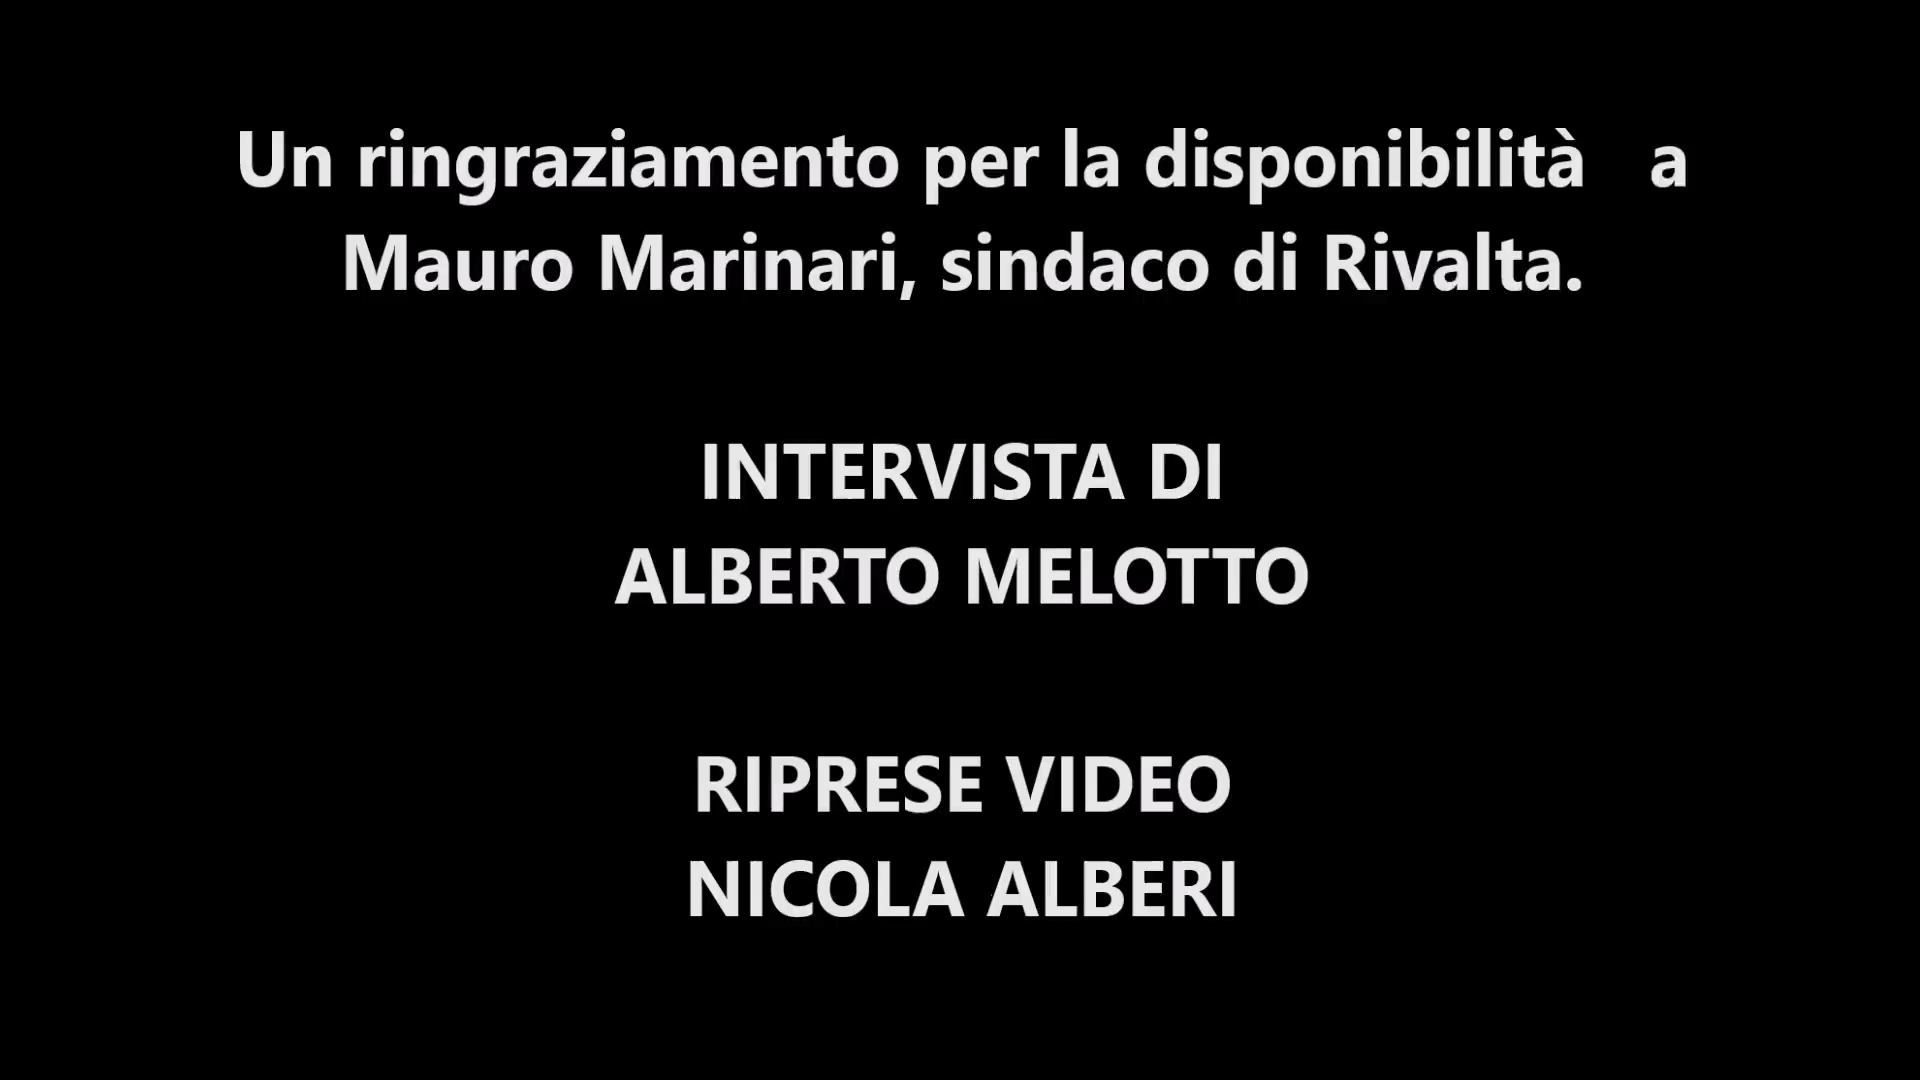 Un ringraziamento per la disponibilità a
Mauro Marinari, sindaco di Rivalta.
INTERVISTA DI
ALBERTO MELOTTO
RIPRESE VIDEO
NICOLA ALBERI